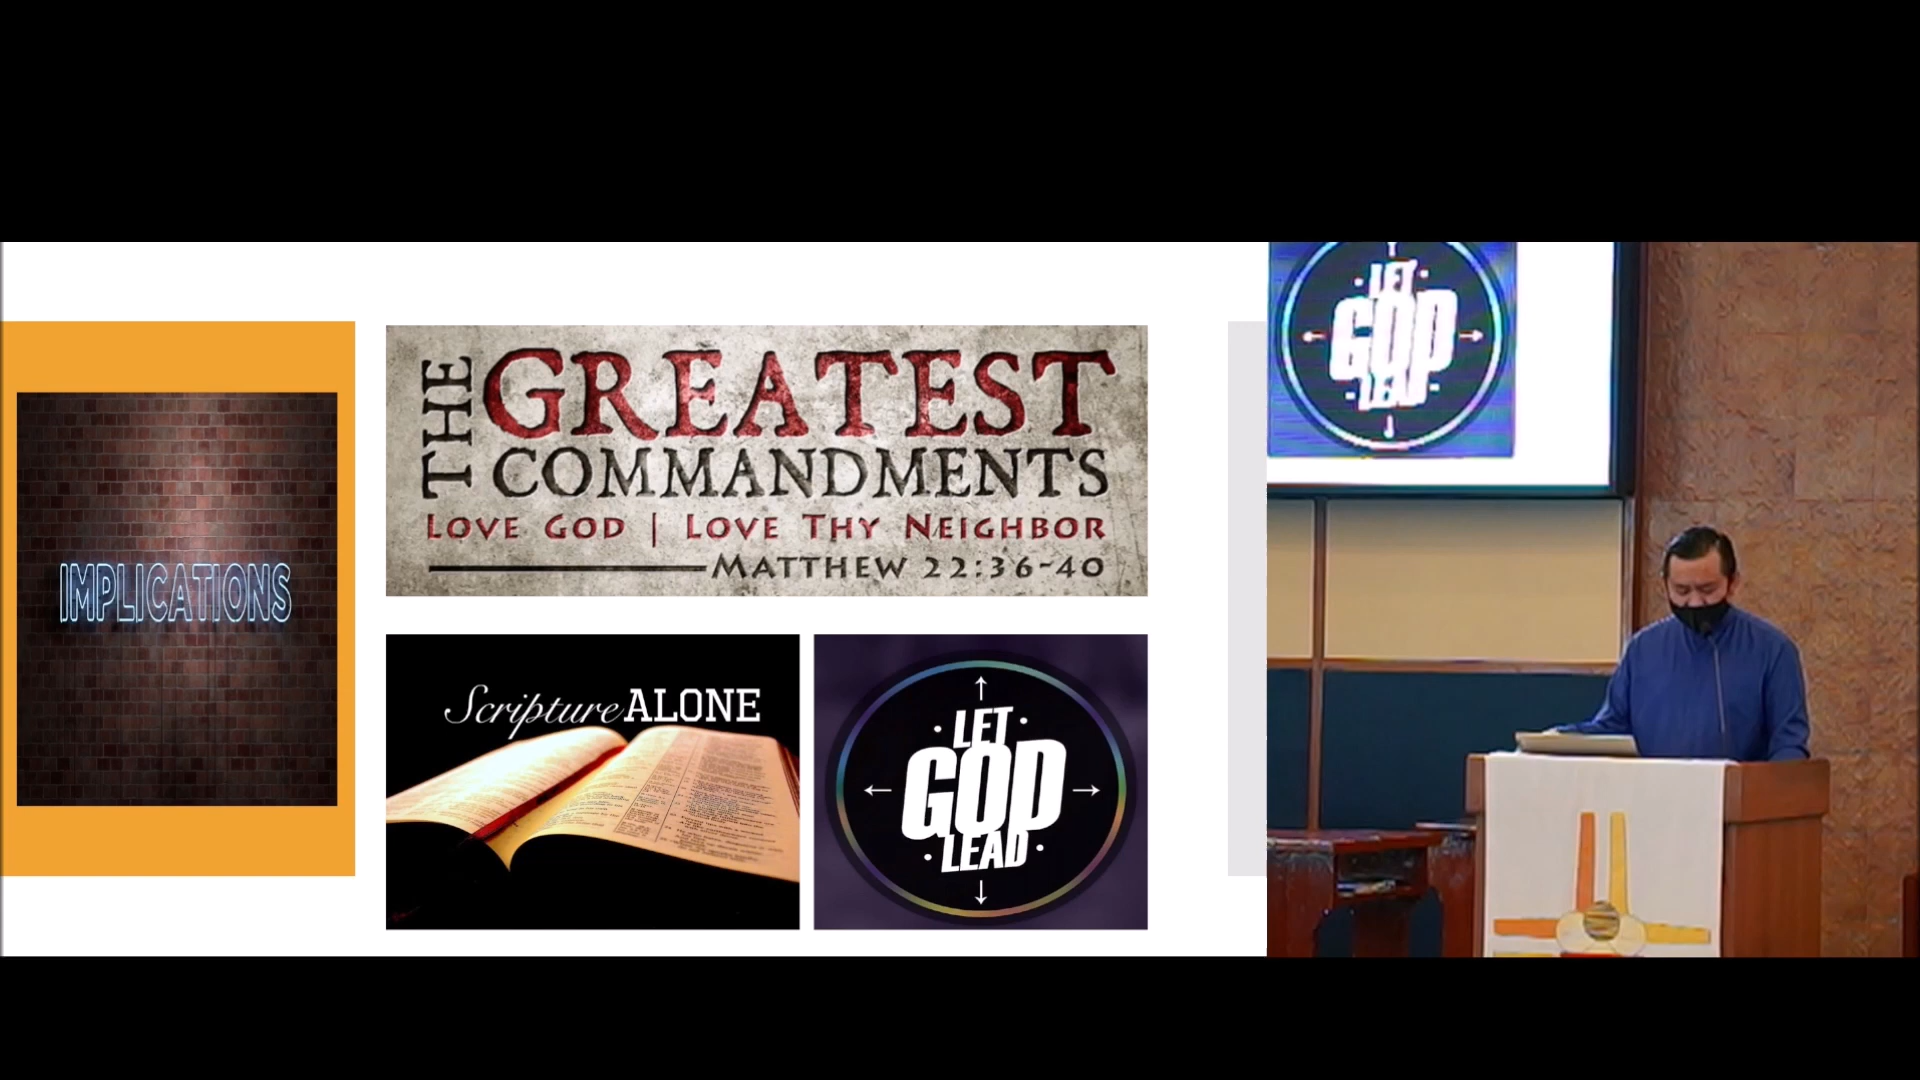 IMPLICATIONS
THE GREATEST
COMMANDMENTS
LOVE GOD | LOVE THY NEIGHBOR
MATTHEW 22:36-40
Scripture ALONE
LET
GOD
LEAD
LET
GOD
LEAD